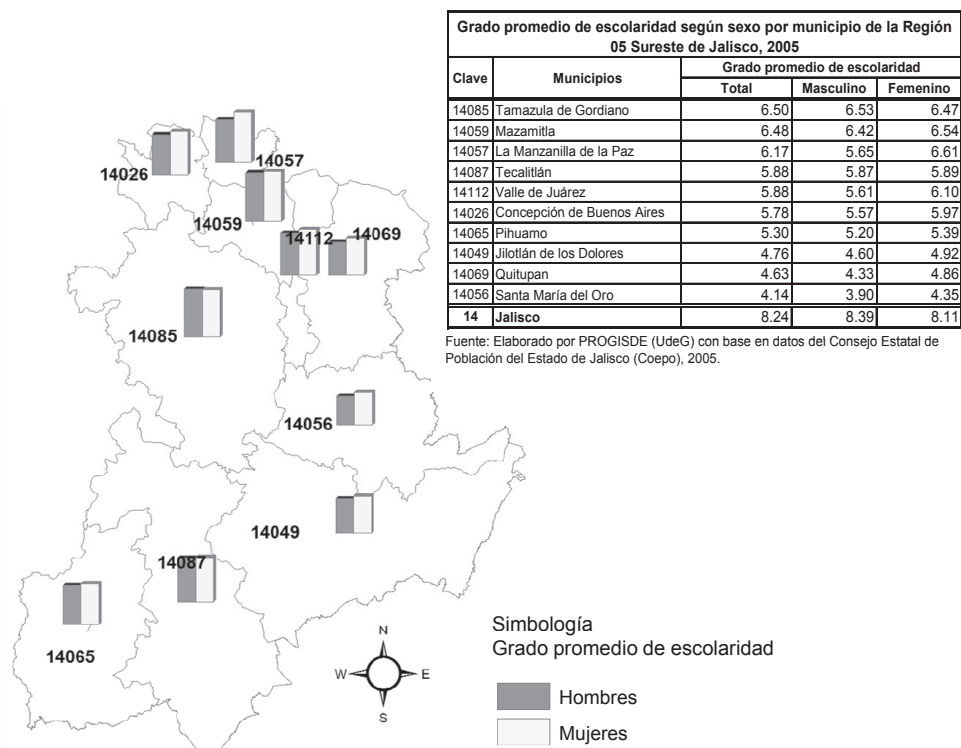 Grado promedio de escolaridad según sexo por municipio de la Región
05 Sureste de Jalisco, 2005
Clave Municipios Grado promedio de escolaridad
Total Masculino Femenino
14085 Tamazula de Gordiano 6.50 6.53 6.47
14059 Mazamitla 6.48 6.42 6.54
14057 La Manzanilla de la Paz 6.17 5.65 6.61
14087 Tecalitlán 5.88 5.87 5.89
14112 Valle de Juárez 5.88 5.61 6.10
14026 Concepción de Buenos Aires 5.78 5.57 5.97
14065 Pihuamo 5.30 5.20 5.39
14049 Jilotlán de los Dolores 4.76 4.60 4.92
14069 Quitupan 4.63 4.33 4.86
14056 Santa María del Oro 4.14 3.90 4.35
14 Jalisco 8.24 8.39 8.11
Fuente: Elaborado por PROGISDE (UdeG) con base en datos del Consejo Estatal de
Población del Estado de Jalisco (Coepo), 2005.
14057
14026
14059
14112
14069
14085
14056
14049
14087
14065
N
W
E
S
Simbología
Grado promedio de escolaridad
Hombres
Mujeres